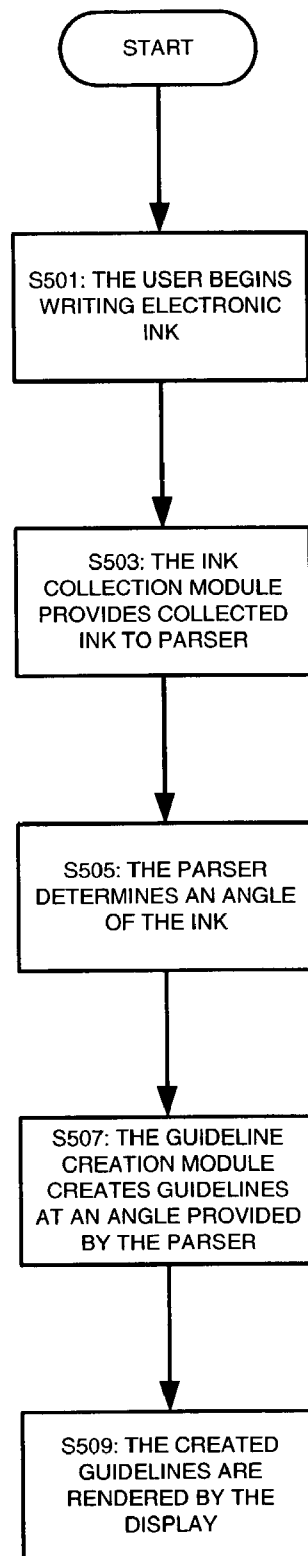 START
S501: THE USER BEGINS
WRITING ELECTRONIC
INK
S503: THE INK
COLLECTION MODULE
PROVIDES COLLECTED
INK TO PARSER
S505: THE PARSER
DETERMINES AN ANGLE
OF THE INK
S507: THE GUIDELINE
CREATION MODULE
CREATES GUIDELINES
AT AN ANGLE PROVIDED
BY THE PARSER
S509: THE CREATED
GUIDELINES ARE
RENDERED BY THE
DISPLAY